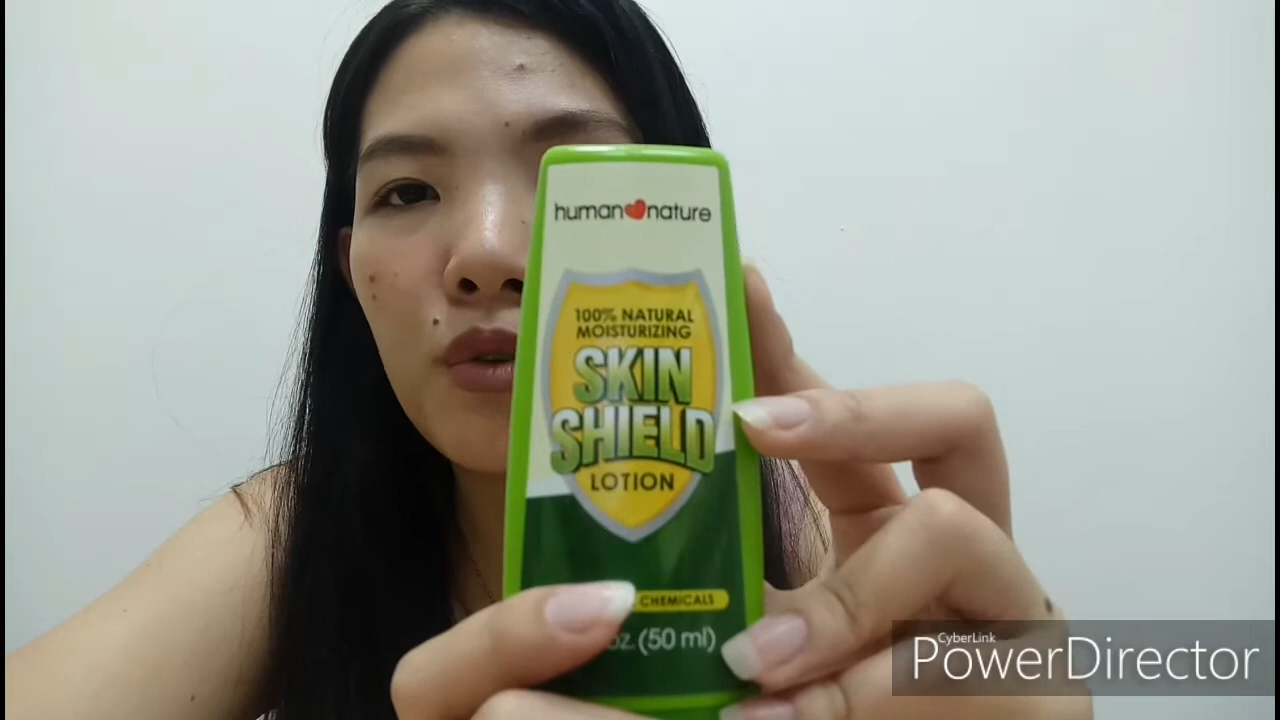 human nature
100% NATURAL
MOISTURIZING
SKIN
SHIELD
LOTION
CHEMICALS
oz. (50 ml)
CyberLink
PowerDirector